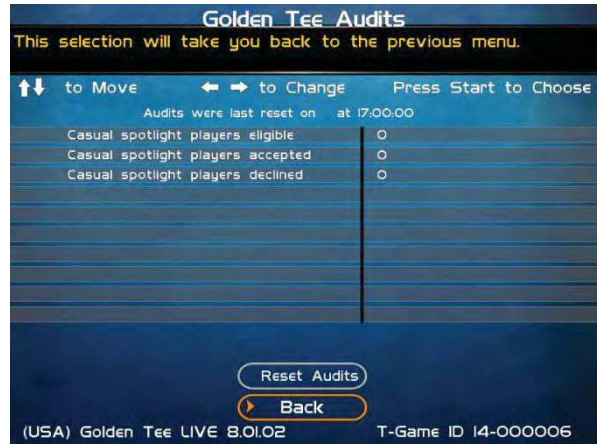 Golden Tee Audits
This selection will take you back to the previous menu.
to Move to Change Press Start to Choose
Audits were last reset on at 17:00:00
Casual spotlight players eligible 0
Casual spotlight players accepted 0
Casual spotlight players declined 0
Reset Audits
Back
(USA) Golden Tee LIVE 8.01.02 T-Game ID 14-000006